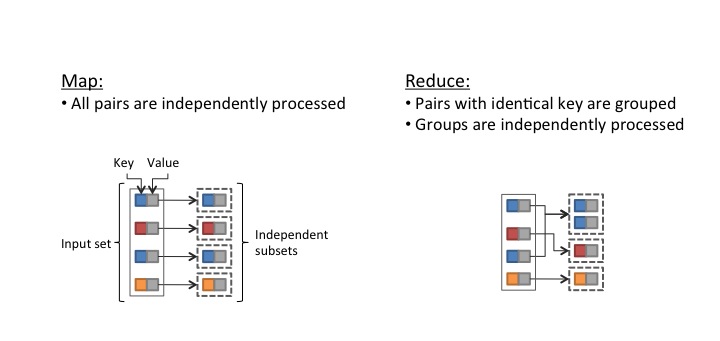 Map:
• All pairs are independently processed
Key Value
Input set
Independent
subsets
Reduce:
• Pairs with identical key are grouped
• Groups are independently processed